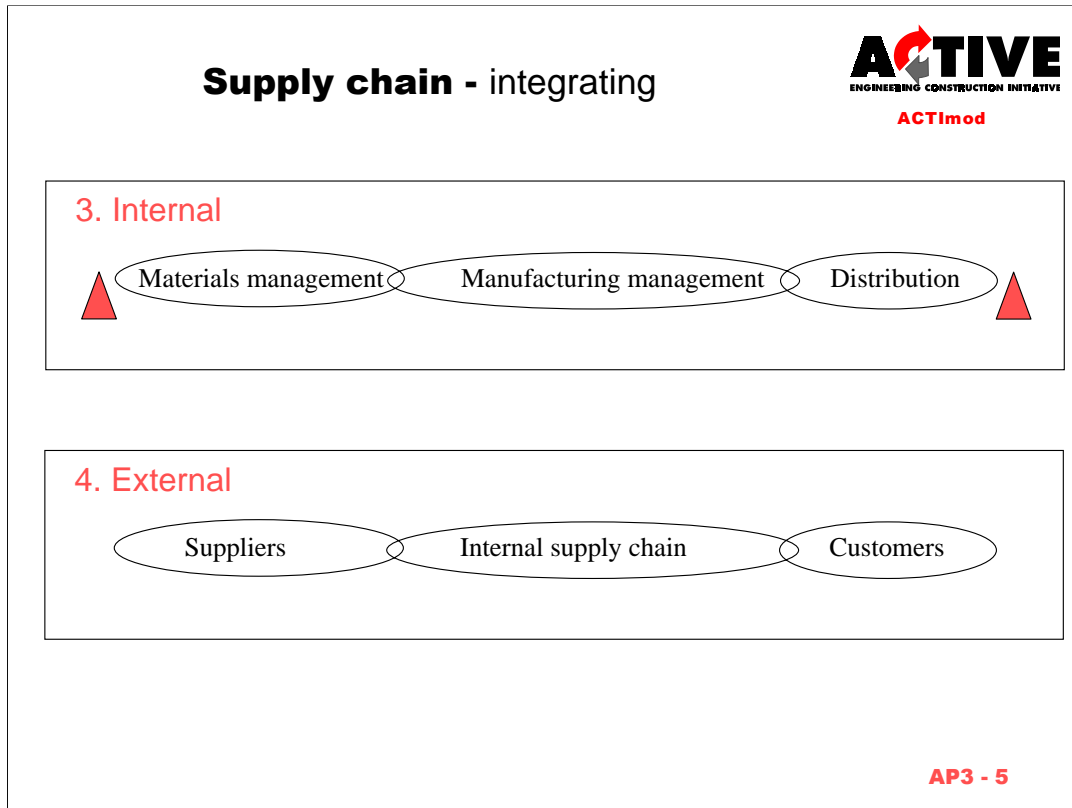 Supply chain - integrating
ACTIVE
ENGINEERING CONSTRUCTION INITIATIVE
ACTImod
3. Internal
Materials management Manufacturing management Distribution
4. External
Suppliers Internal supply chain Customers
AP3 - 5